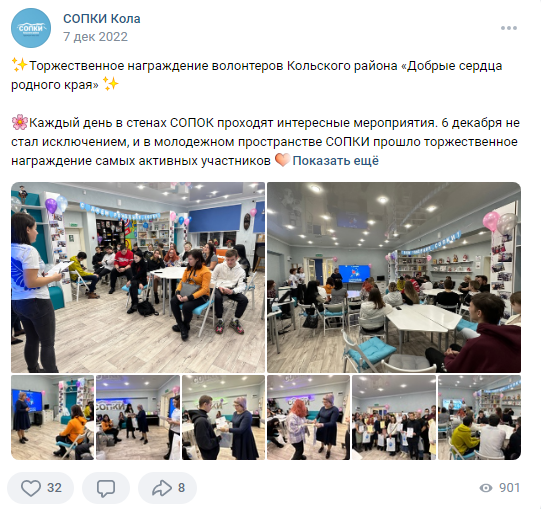 СОПКИ Кола
7 дек 2022
СОПКИ
✨Торжественное награждение волонтеров Кольского района «Добрые сердца
родного края» ✨
🌸Каждый день в стенах СОПОК проходят интересные мероприятия. 6 декабря не
стал исключением, и в молодежном пространстве СОПКИ прошло торжественное
награждение самых активных участников 💝 Показать ещё
32
8
901